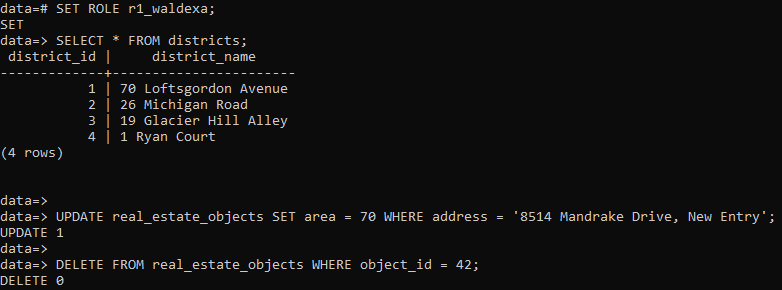 data=# SET ROLE r1_waldexa;
SET
data=> SELECT * FROM districts;
 district_id |     district_name
-------------+-----------------------
           1 | 70 Loftsgordon Avenue
           2 | 26 Michigan Road
           3 | 19 Glacier Hill Alley
           4 | 1 Ryan Court
(4 rows)
data=>
data=> UPDATE real_estate_objects SET area = 70 WHERE address = '8514 Mandrake Drive, New Entry';
UPDATE 1
data=>
data=> DELETE FROM real_estate_objects WHERE object_id = 42;
DELETE 0